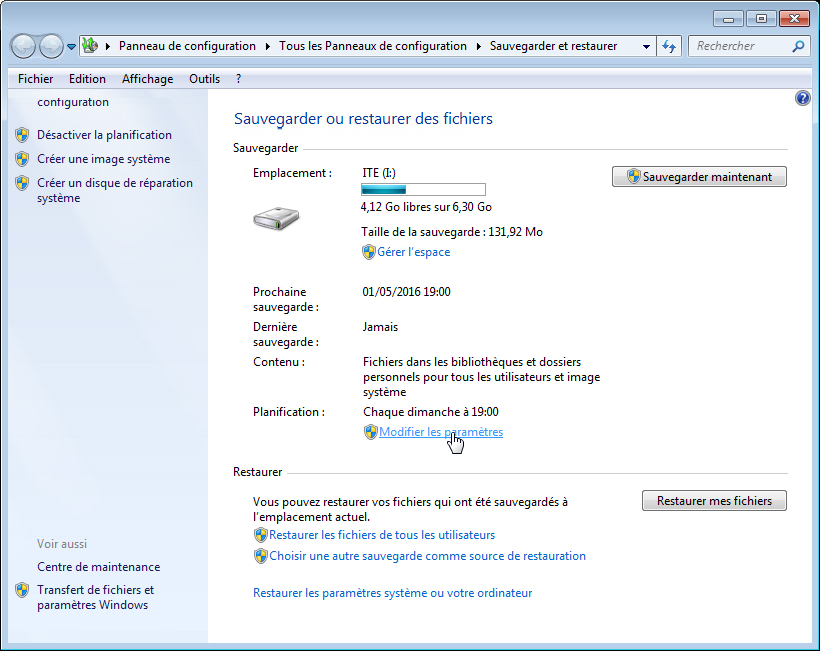 Panneau de configuration
Tous les Panneaux de configuration
Sauvegarder et restaurer
Rechercher
Fichier Edition Affichage Outils ?
configuration
Désactiver la planification
Créer une image système
Créer un disque de réparation
système
Sauvegarder ou restaurer des fichiers
Sauvegarder
Emplacement : ITE (I:)
4,12 Go libres sur 6,30 Go
Taille de la sauvegarde : 131,92 Mo
Gérer l'espace
Sauvegarder maintenant
Prochaine
sauvegarde : 01/05/2016 19:00
Dernière
sauvegarde : Jamais
Contenu : Fichiers dans les bibliothèques et dossiers
personnels pour tous les utilisateurs et image
système
Planification : Chaque dimanche à 19:00
Modifier les paramètres
Restaurer
Vous pouvez restaurer vos fichiers qui ont été sauvegardés à
l'emplacement actuel.
Restaurer mes fichiers
Restaurer les fichiers de tous les utilisateurs
Choisir une autre sauvegarde comme source de restauration
Restaurer les paramètres système ou votre ordinateur
Voir aussi
Centre de maintenance
Transfert de fichiers et
paramètres Windows